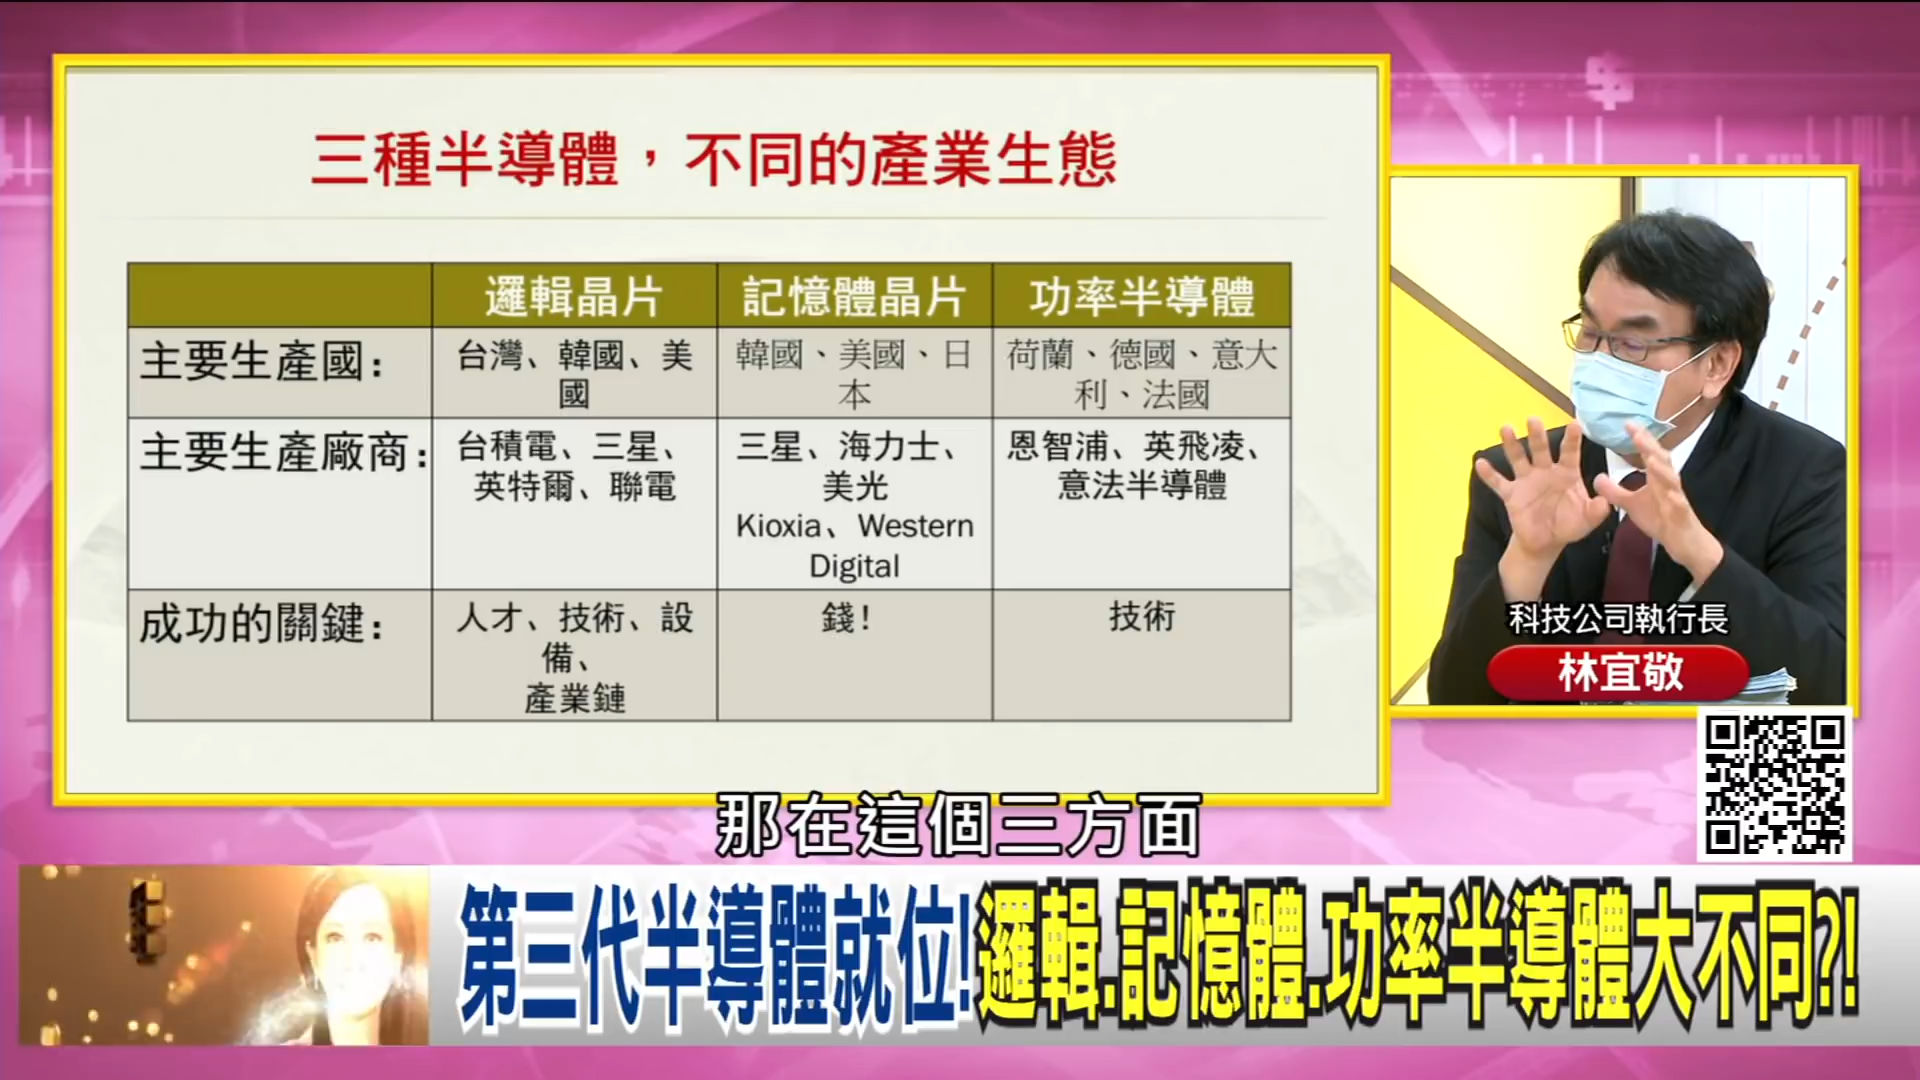 三種半導體，不同的產業生態
邏輯晶片
記憶體晶片
功率半導體
主要生產國：
台灣、韓國、美
國
韓國、美國、日
本
荷蘭、德國、意大
利、法國
主要生產廠商：
台積電、三星、
英特爾、聯電
三星、海力士、
美光
Kioxia、Western
Digital
恩智浦、英飛凌、
意法半導體
成功的關鍵：
人才、技術、設
備、
產業鏈
錢！
技術
科技公司執行長
林宜敬
那在這個三方面
第三代半導體就位!邏輯.記憶體.功率半導體大不同?!